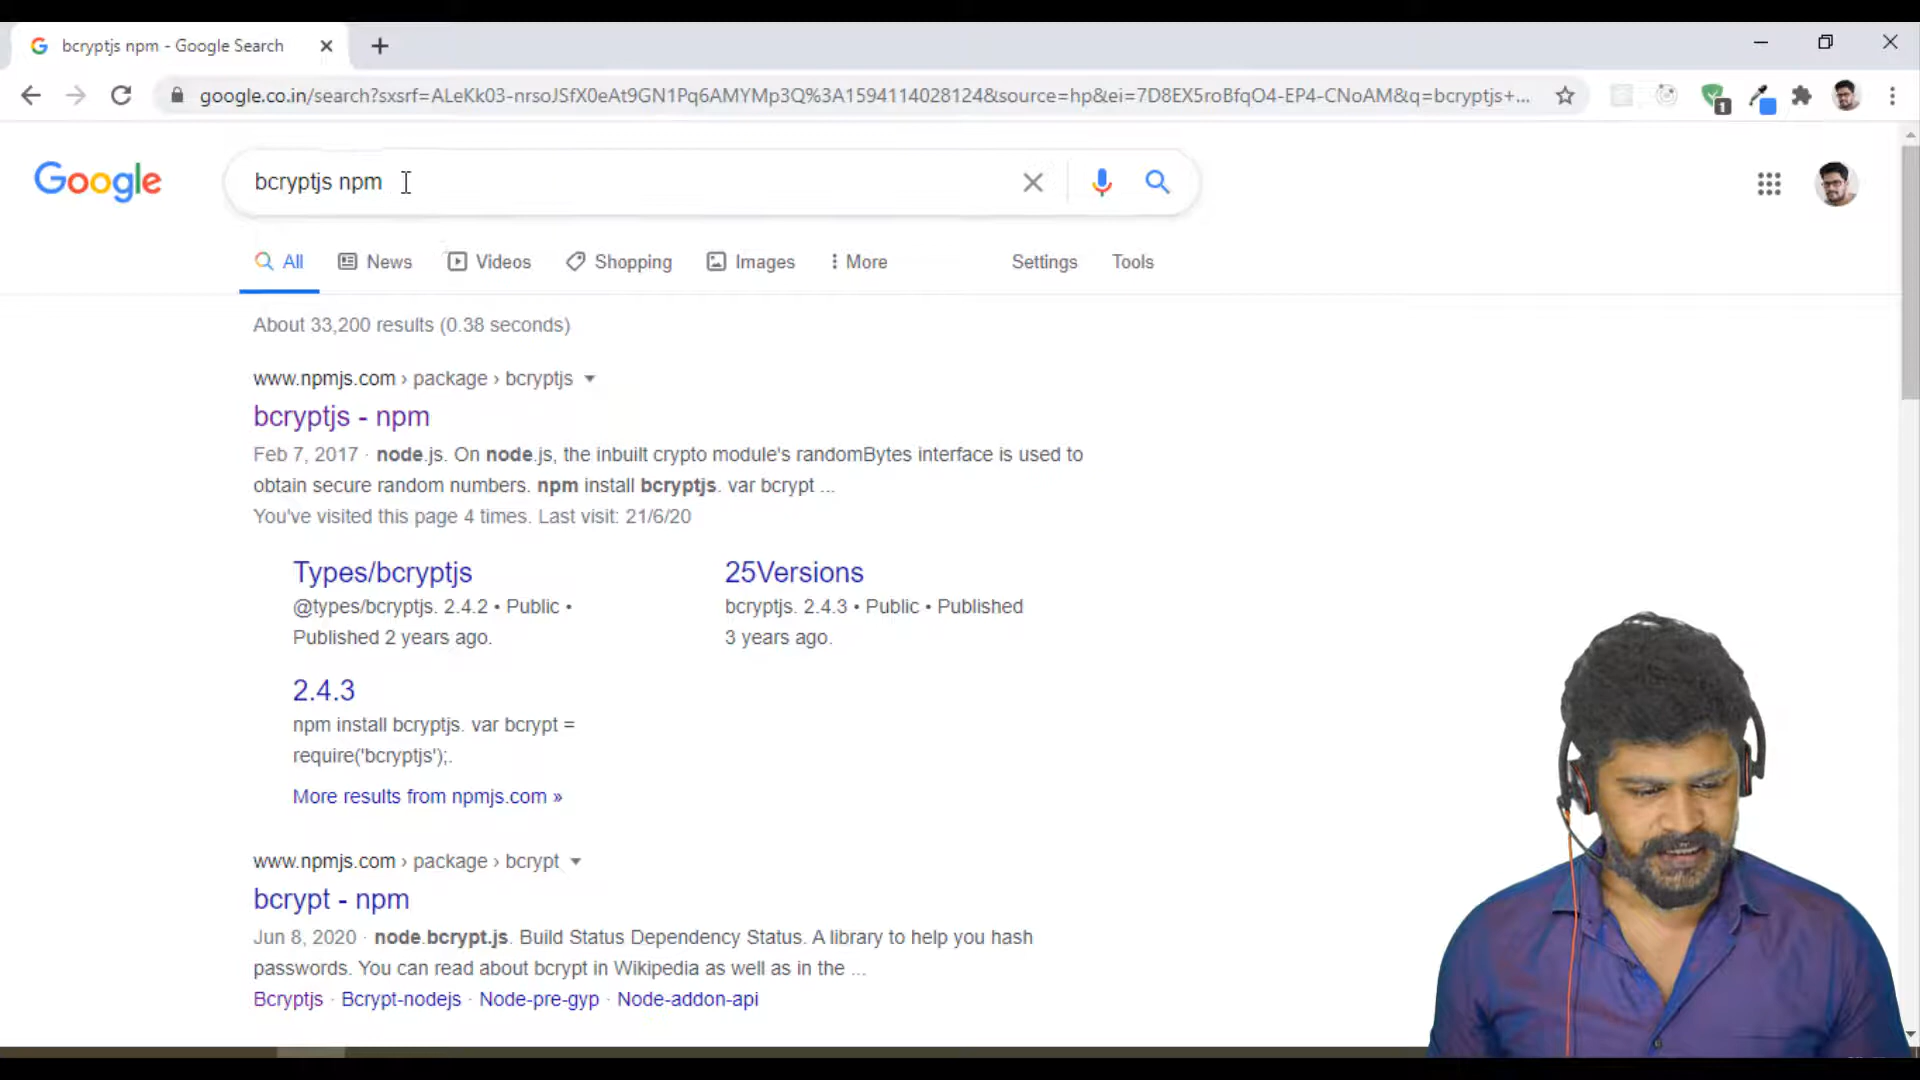 bcryptjs npm - Google Search
google.co.in/search?sxsrf=ALeKk03-nrsoJSfX0eAt9GN1Pq6AMYMp3Q%3A1594114028124&source=hp&ei=7D8EX5roBfqO4-EP4-CNoAM&q=bcryptjs+...
1
Google
bcryptjs npm
All
News
Videos
Shopping
Images
More
Settings
Tools
About 33,200 results (0.38 seconds)
www.npmjs.com › package › bcryptjs
bcryptjs - npm
Feb 7, 2017 · node.js. On node.js, the inbuilt crypto module's randomBytes interface is used to
obtain secure random numbers. npm install bcryptjs. var bcrypt ...
You've visited this page 4 times. Last visit: 21/6/20
Types/bcryptjs
@types/bcryptjs. 2.4.2 • Public •
Published 2 years ago.
25Versions
bcryptjs. 2.4.3 • Public • Published
3 years ago.
2.4.3
npm install bcryptjs. var bcrypt =
require('bcryptjs');.
More results from npmjs.com »
www.npmjs.com › package › bcrypt
bcrypt - npm
Jun 8, 2020 · node.bcrypt.js. Build Status Dependency Status. A library to help you hash
passwords. You can read about bcrypt in Wikipedia as well as in the ...
Bcryptjs · Bcrypt-nodejs · Node-pre-gyp · Node-addon-api